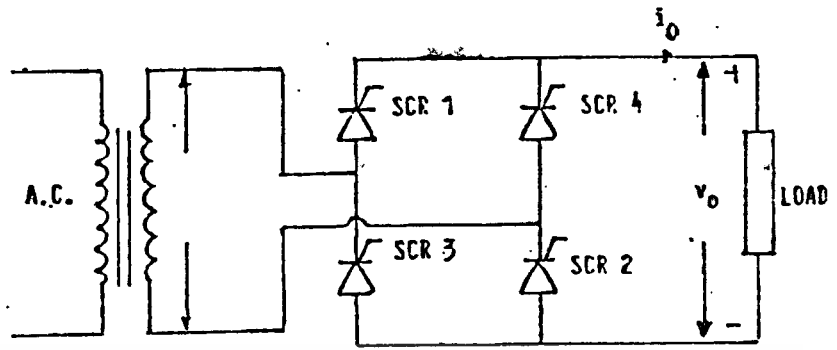 i₀
+
SCR 1
SCR 4
A.C.
v₀
LOAD
SCR 3
SCR 2
-